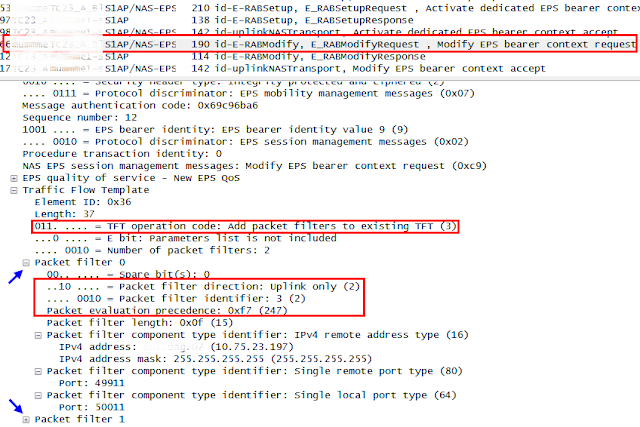 S1AP/NAS-EPS 210 id-E-RABSetup, E_RABSetupRequest , Activate dedicated EPS bearer context
S1AP 138 id-E-RABSetup, E_RABSetupResponse
S1AP/NAS-EPS 142 id-uplinkNASTransport, Activate dedicated EPS bearer context accept
S1AP/NAS-EPS 190 id-E-RABModify, E_RABModifyRequest , Modify EPS bearer context request
S1AP 114 id-E-RABModify, E_RABModifyResponse
S1AP/NAS-EPS 142 id-uplinkNASTransport, Modify EPS bearer context accept
0010 .... = Security header type: Integrity protected and ciphered (2)
.... 0111 = Protocol discriminator: EPS mobility management messages (0x07)
Message authentication code: 0x69c96ba6
Sequence number: 12
1001 .... = EPS bearer identity: EPS bearer identity value 9 (9)
.... 0010 = Protocol discriminator: EPS session management messages (0x02)
Procedure transaction identity: 0
NAS EPS session management messages: Modify EPS bearer context request (0xc9)
EPS quality of service - New EPS QoS
Traffic Flow Template
Element ID: 0x36
Length: 37
011. .... = TFT operation code: Add packet filters to existing TFT (3)
...0 .... = E bit: Parameters list is not included
.... 0010 = Number of packet filters: 2
Packet filter 0
00.. .... = Spare bit(s): 0
..10 .... = Packet filter direction: Uplink only (2)
.... 0010 = Packet filter identifier: 3 (2)
Packet evaluation precedence: 0xf7 (247)
Packet filter length: 0x0f (15)
Packet filter component type identifier: IPv4 remote address type (16)
IPv4 address: (10.75.23.197)
IPv4 address mask: 255.255.255.255 (255.255.255.255)
Packet filter component type identifier: Single remote port type (80)
Port: 49911
Packet filter component type identifier: Single local port type (64)
Port: 50011
Packet filter 1